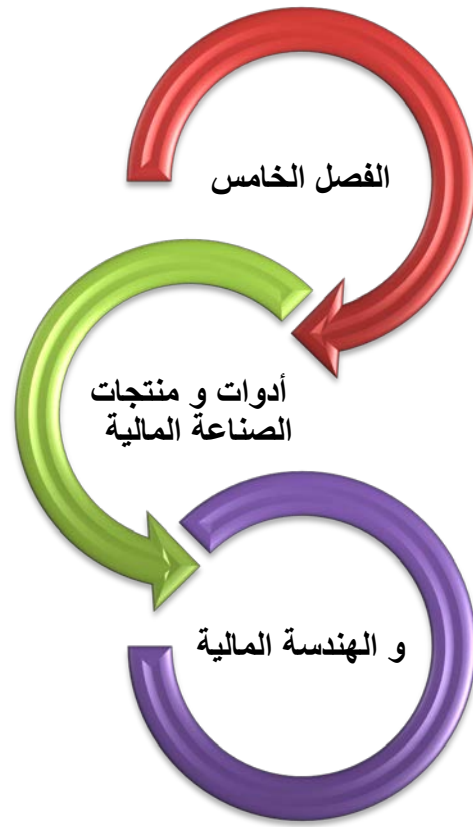 الفصل الخامس
أدوات و منتجات
الصناعة المالية
و الهندسة المالية